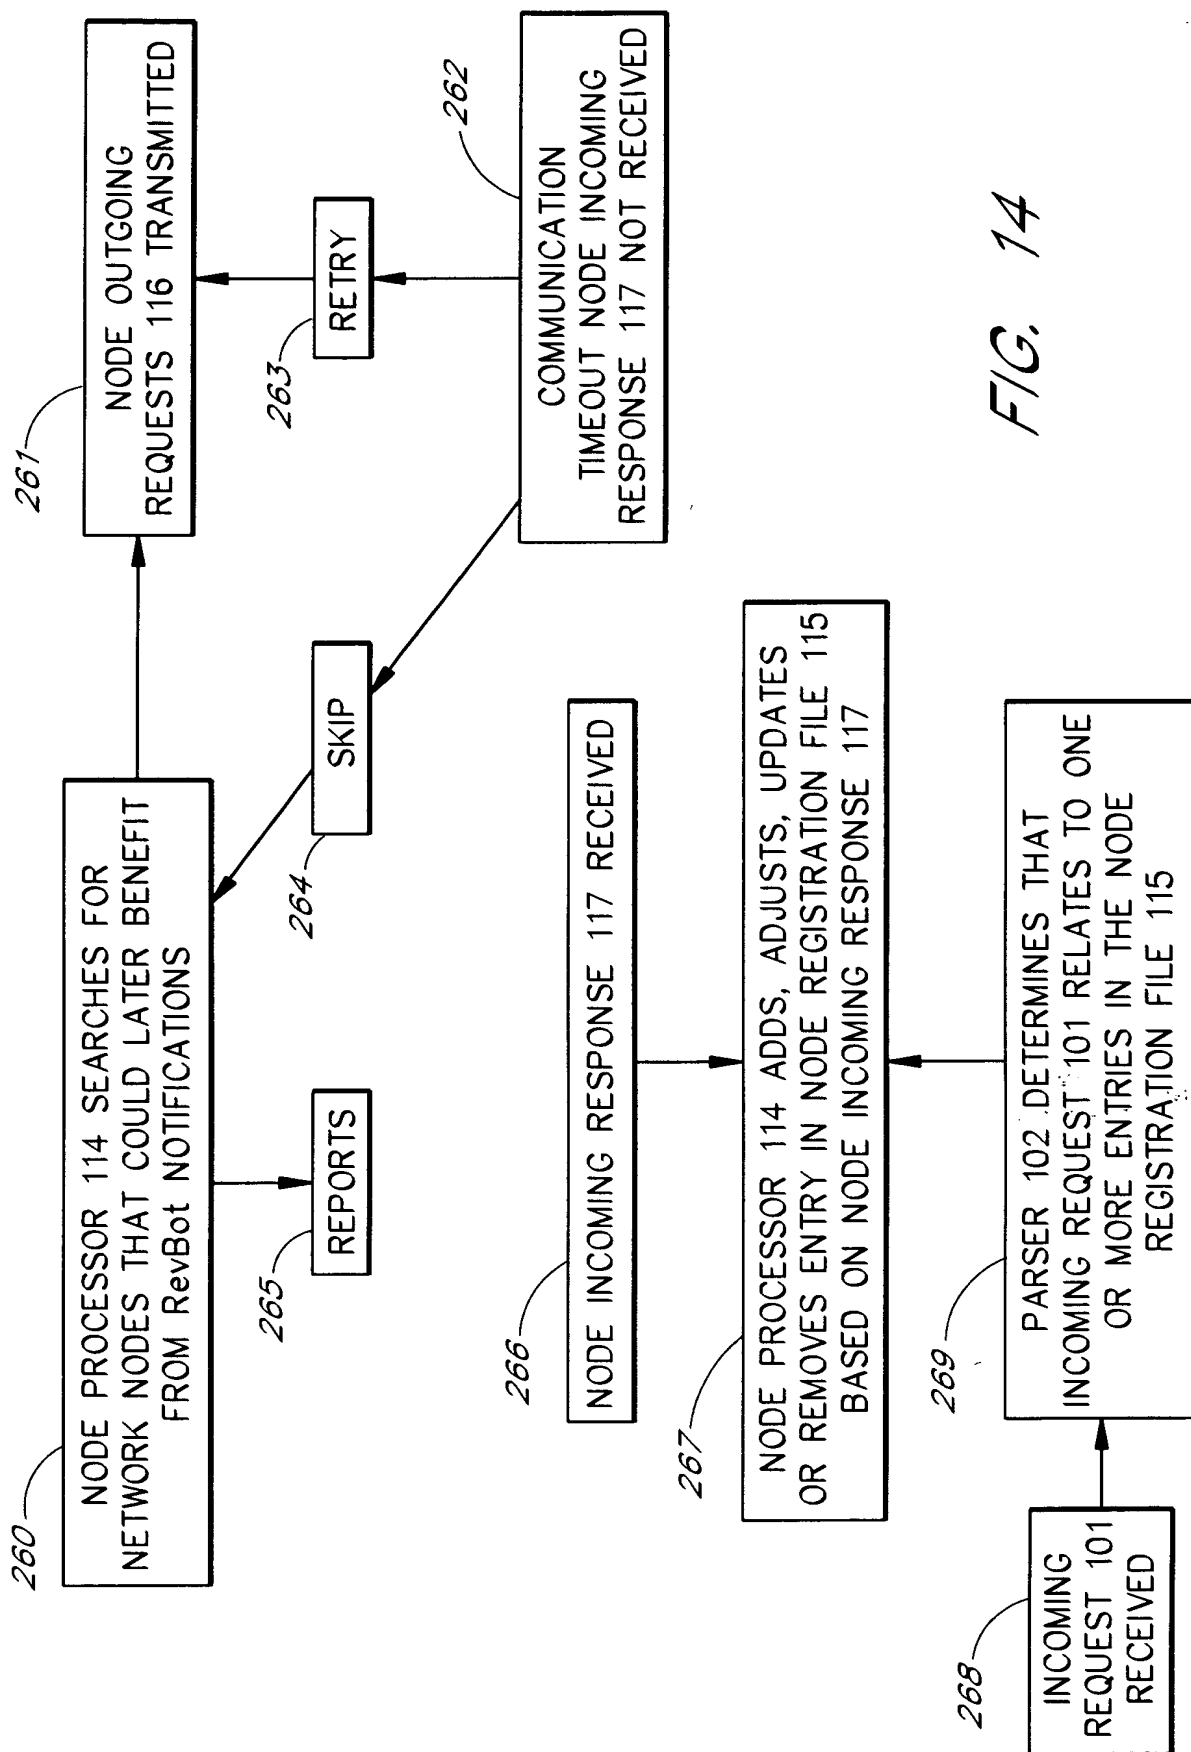 260
NODE PROCESSOR 114 SEARCHES FOR
NETWORK NODES THAT COULD LATER BENEFIT
FROM RevBot NOTIFICATIONS
261
NODE OUTGOING
REQUESTS 116 TRANSMITTED
265
REPORTS
264
SKIP
263
RETRY
262
COMMUNICATION
TIMEOUT NODE INCOMING
RESPONSE 117 NOT RECEIVED
266
NODE INCOMING RESPONSE 117 RECEIVED
267
NODE PROCESSOR 114 ADDS, ADJUSTS, UPDATES
OR REMOVES ENTRY IN NODE REGISTRATION FILE 115
BASED ON NODE INCOMING RESPONSE 117
268
INCOMING
REQUEST 101
RECEIVED
269
PARSER 102 DETERMINES THAT
INCOMING REQUEST 101 RELATES TO ONE
OR MORE ENTRIES IN THE NODE
REGISTRATION FILE 115
FIG. 14